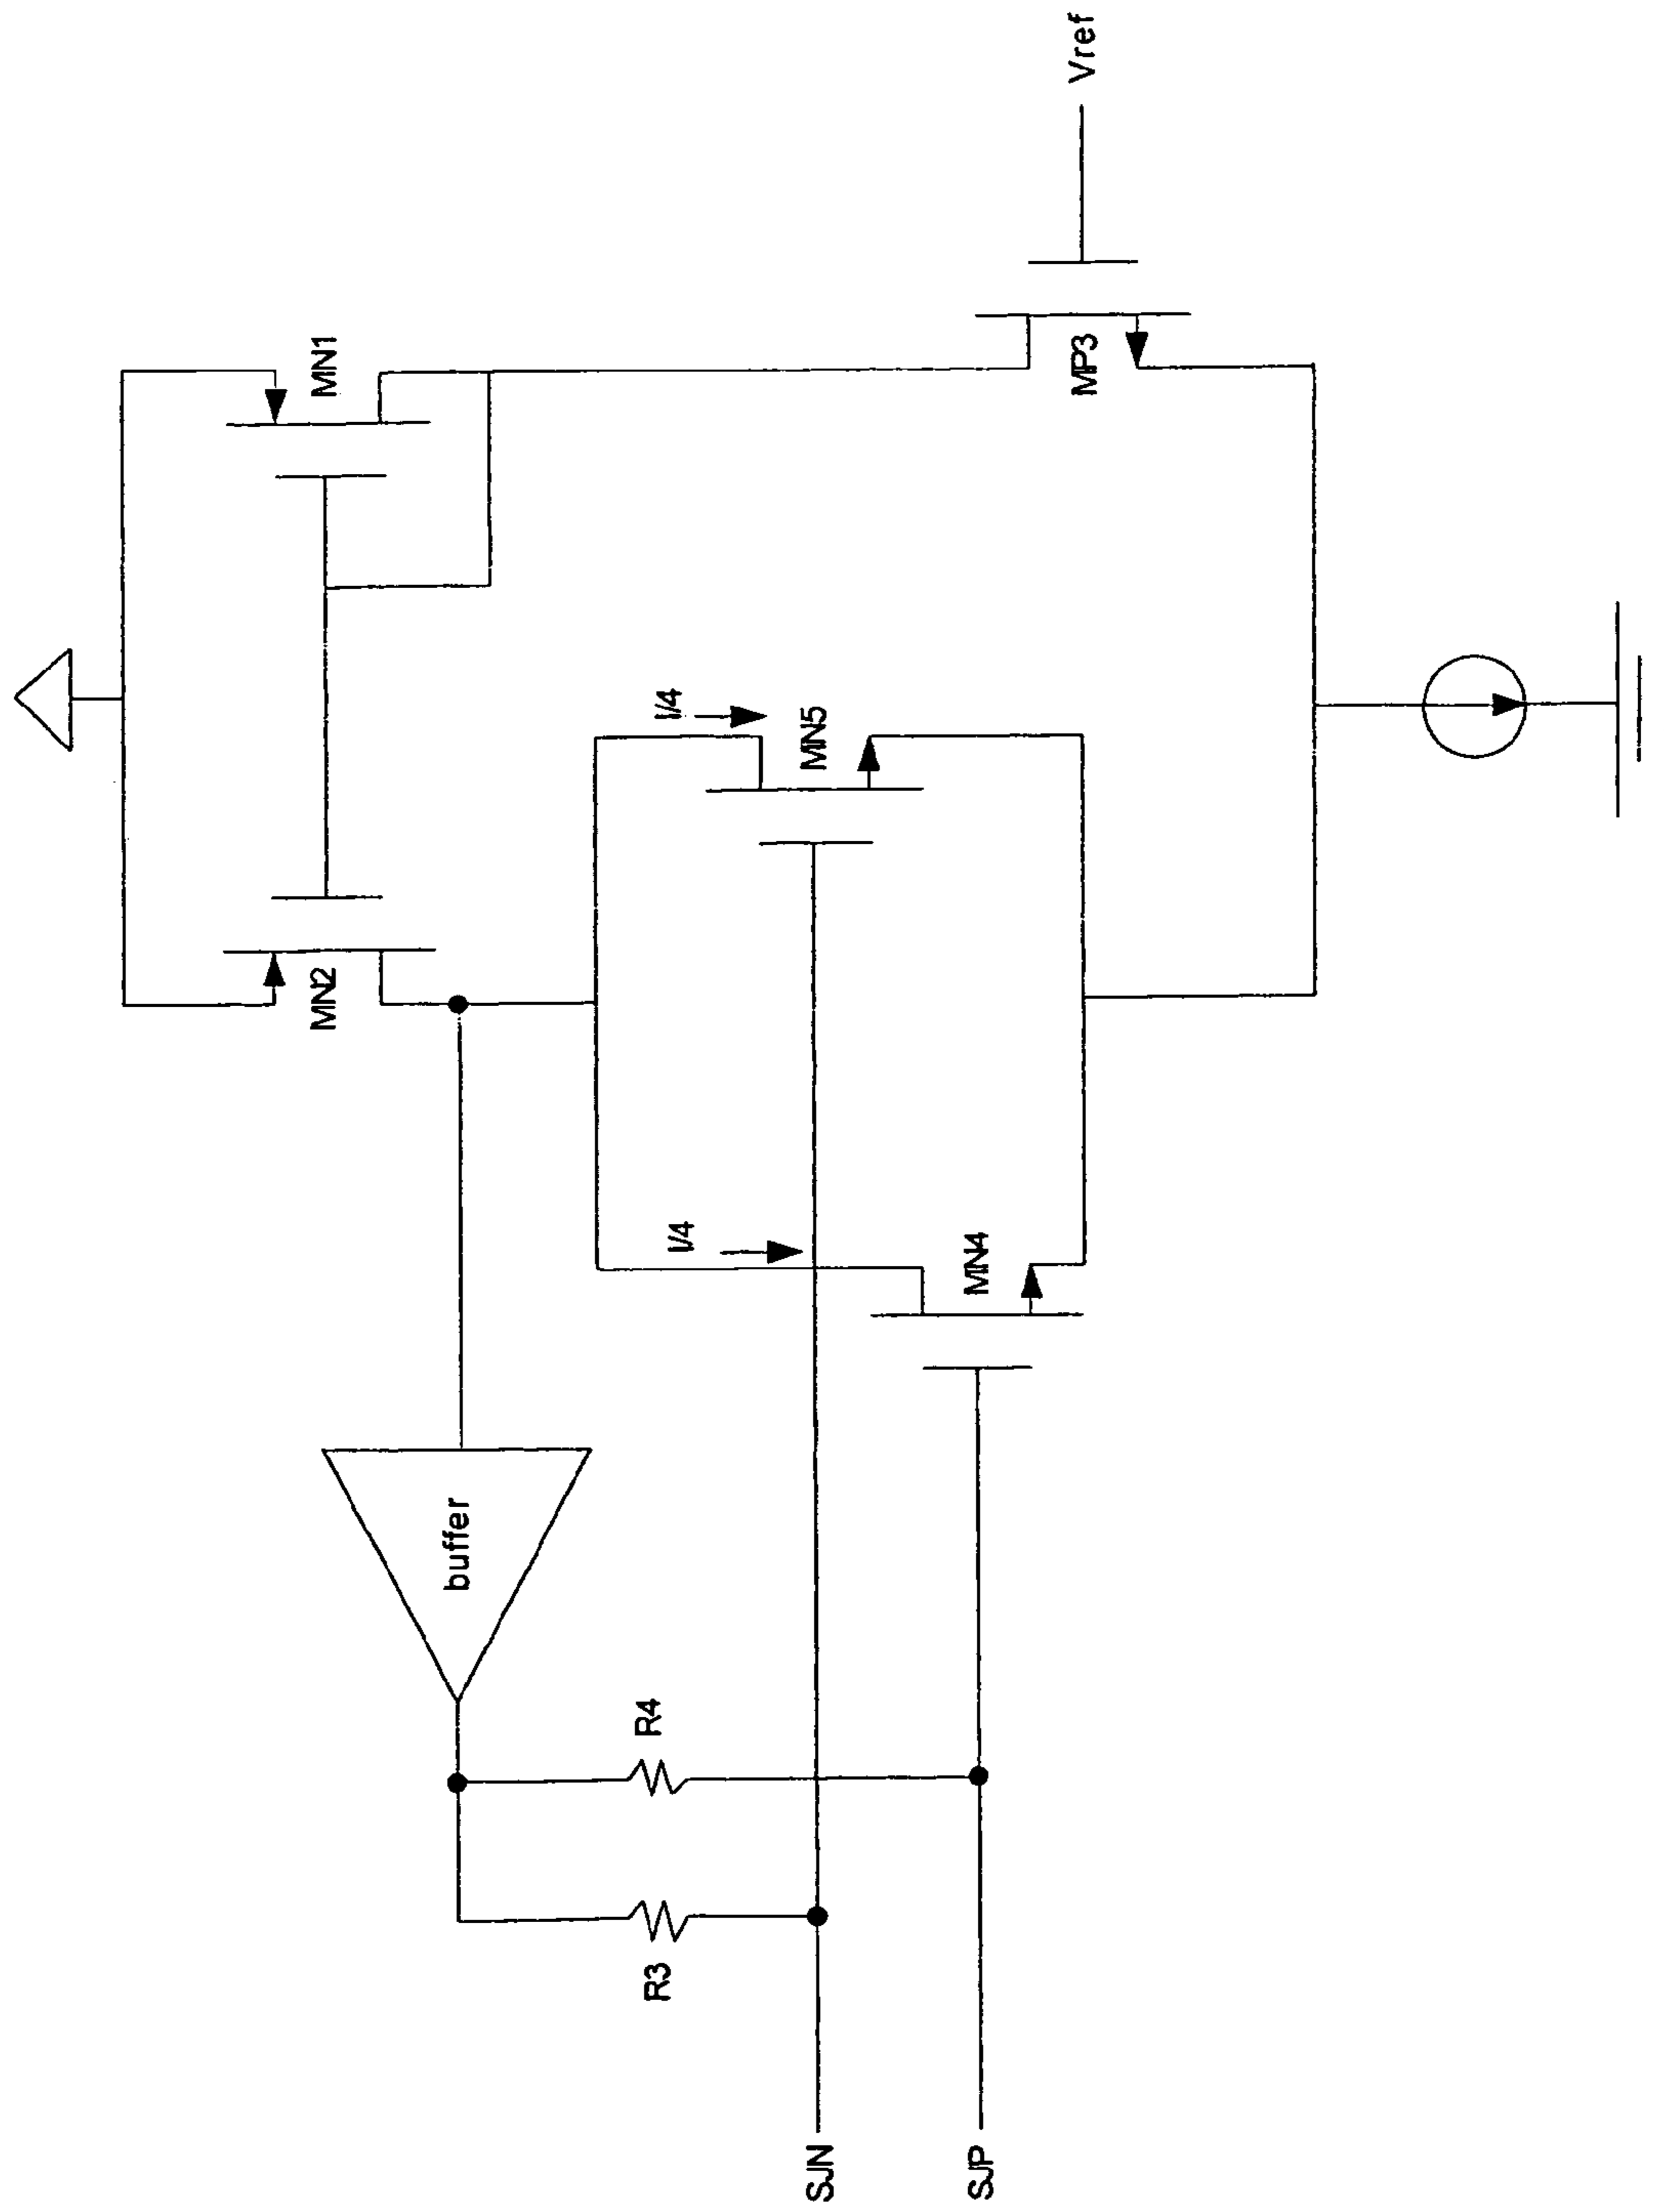 Vref
MN1
MP3
I/4
MN5
MN2
I/4
MN4
buffer
R4
R3
SJN
SJP